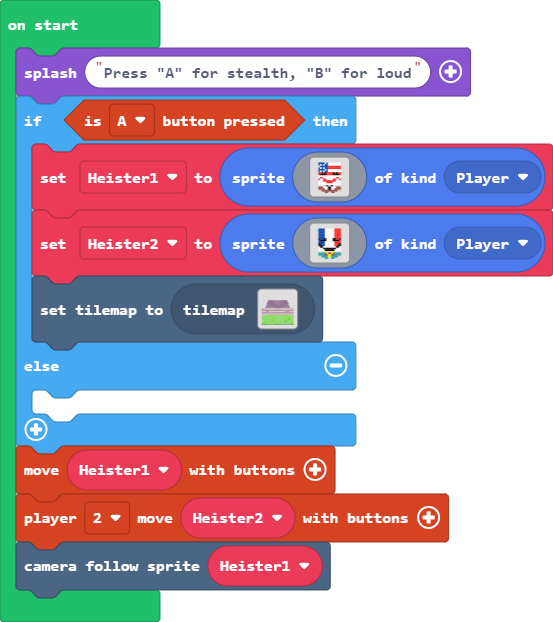 on start
splash "Press "A" for stealth, "B" for loud"
if is A button pressed then
set Heister1 to sprite of kind Player
set Heister2 to sprite of kind Player
set tilemap to tilemap
else
move Heister1 with buttons
player 2 move Heister2 with buttons
camera follow sprite Heister1